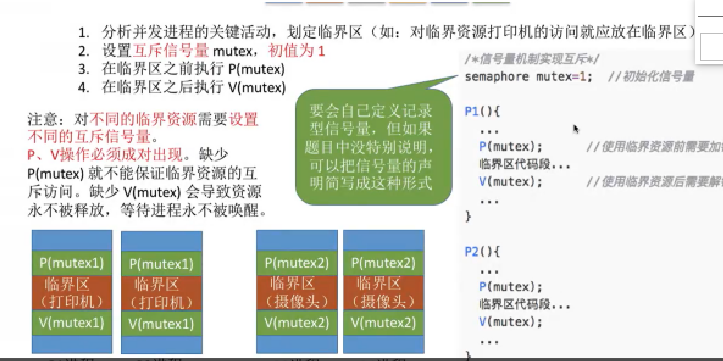 1. 分析并发进程的关键活动，划定临界区（如：对临界资源打印机的访问就应放在临界区）
2. 设置互斥信号量 mutex，初值为 1
3. 在临界区之前执行 P(mutex)
4. 在临界区之后执行 V(mutex)
注意：对不同的临界资源需要设置
不同的互斥信号量。
P、V操作必须成对出现。缺少
P(mutex) 就不能保证临界资源的互
斥访问。缺少 V(mutex) 会导致资源
永不被释放，等待进程永不被唤醒。
要会自己定义记录
型信号量，但如果
题目中没特别说明，
可以把信号量的声
明简写成这种形式
/*信号量机制实现互斥*/
semaphore mutex=1; //初始化信号量
P1(){
...
P(mutex); //使用临界资源前需要加
临界区代码段...
V(mutex); //使用临界资源后需要解
...
}
P2(){
...
P(mutex);
临界区代码段...
V(mutex);
...
}
P(mutex1)
临界区
（打印机）
V(mutex1)
P(mutex1)
临界区
（打印机）
V(mutex1)
P(mutex2)
临界区
（摄像头）
V(mutex2)
P(mutex2)
临界区
（摄像头）
V(mutex2)